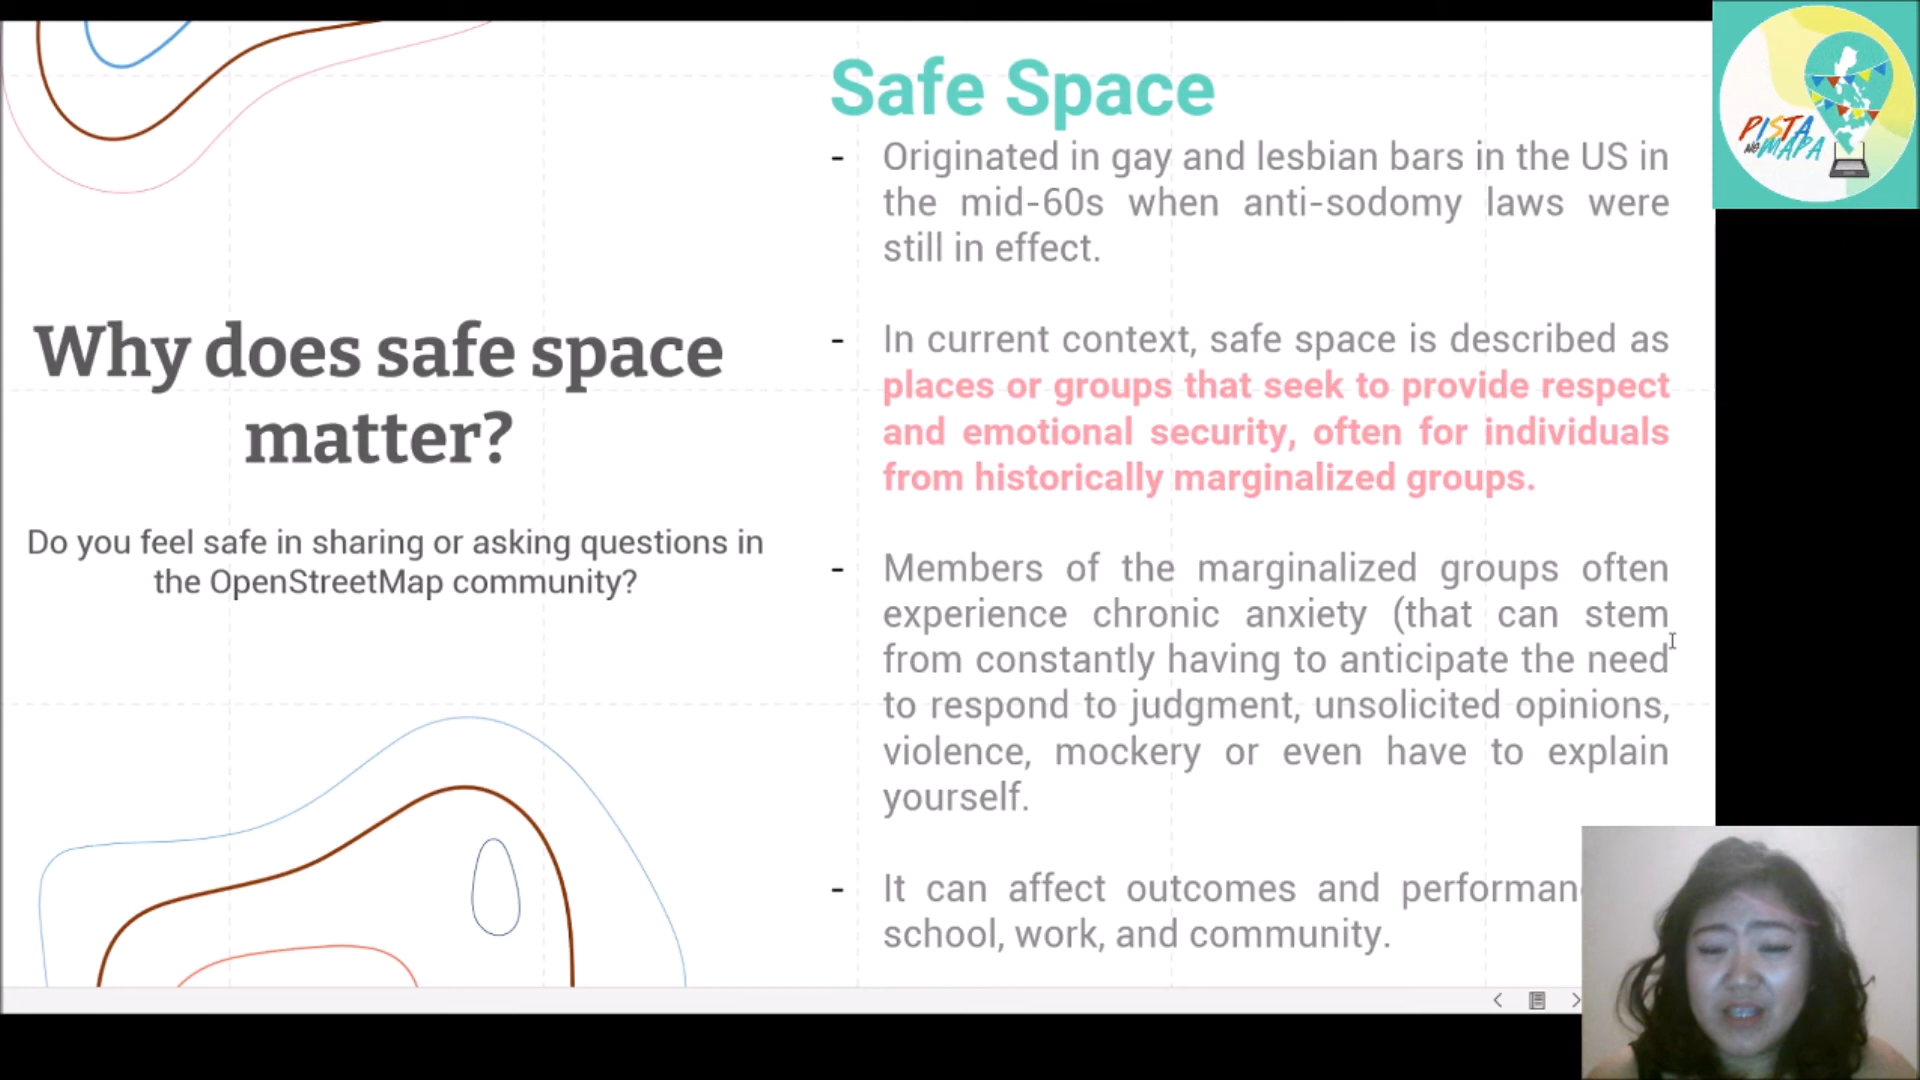 Why does safe space
matter?
Do you feel safe in sharing or asking questions in
the OpenStreetMap community?
Safe Space
- Originated in gay and lesbian bars in the US in
the mid-60s when anti-sodomy laws were
still in effect.
- In current context, safe space is described as
places or groups that seek to provide respect
and emotional security, often for individuals
from historically marginalized groups.
- Members of the marginalized groups often
experience chronic anxiety (that can stem
from constantly having to anticipate the need
to respond to judgment, unsolicited opinions,
violence, mockery or even have to explain
yourself.
- It can affect outcomes and
school, work, and community.
PISTA
NG MAPA